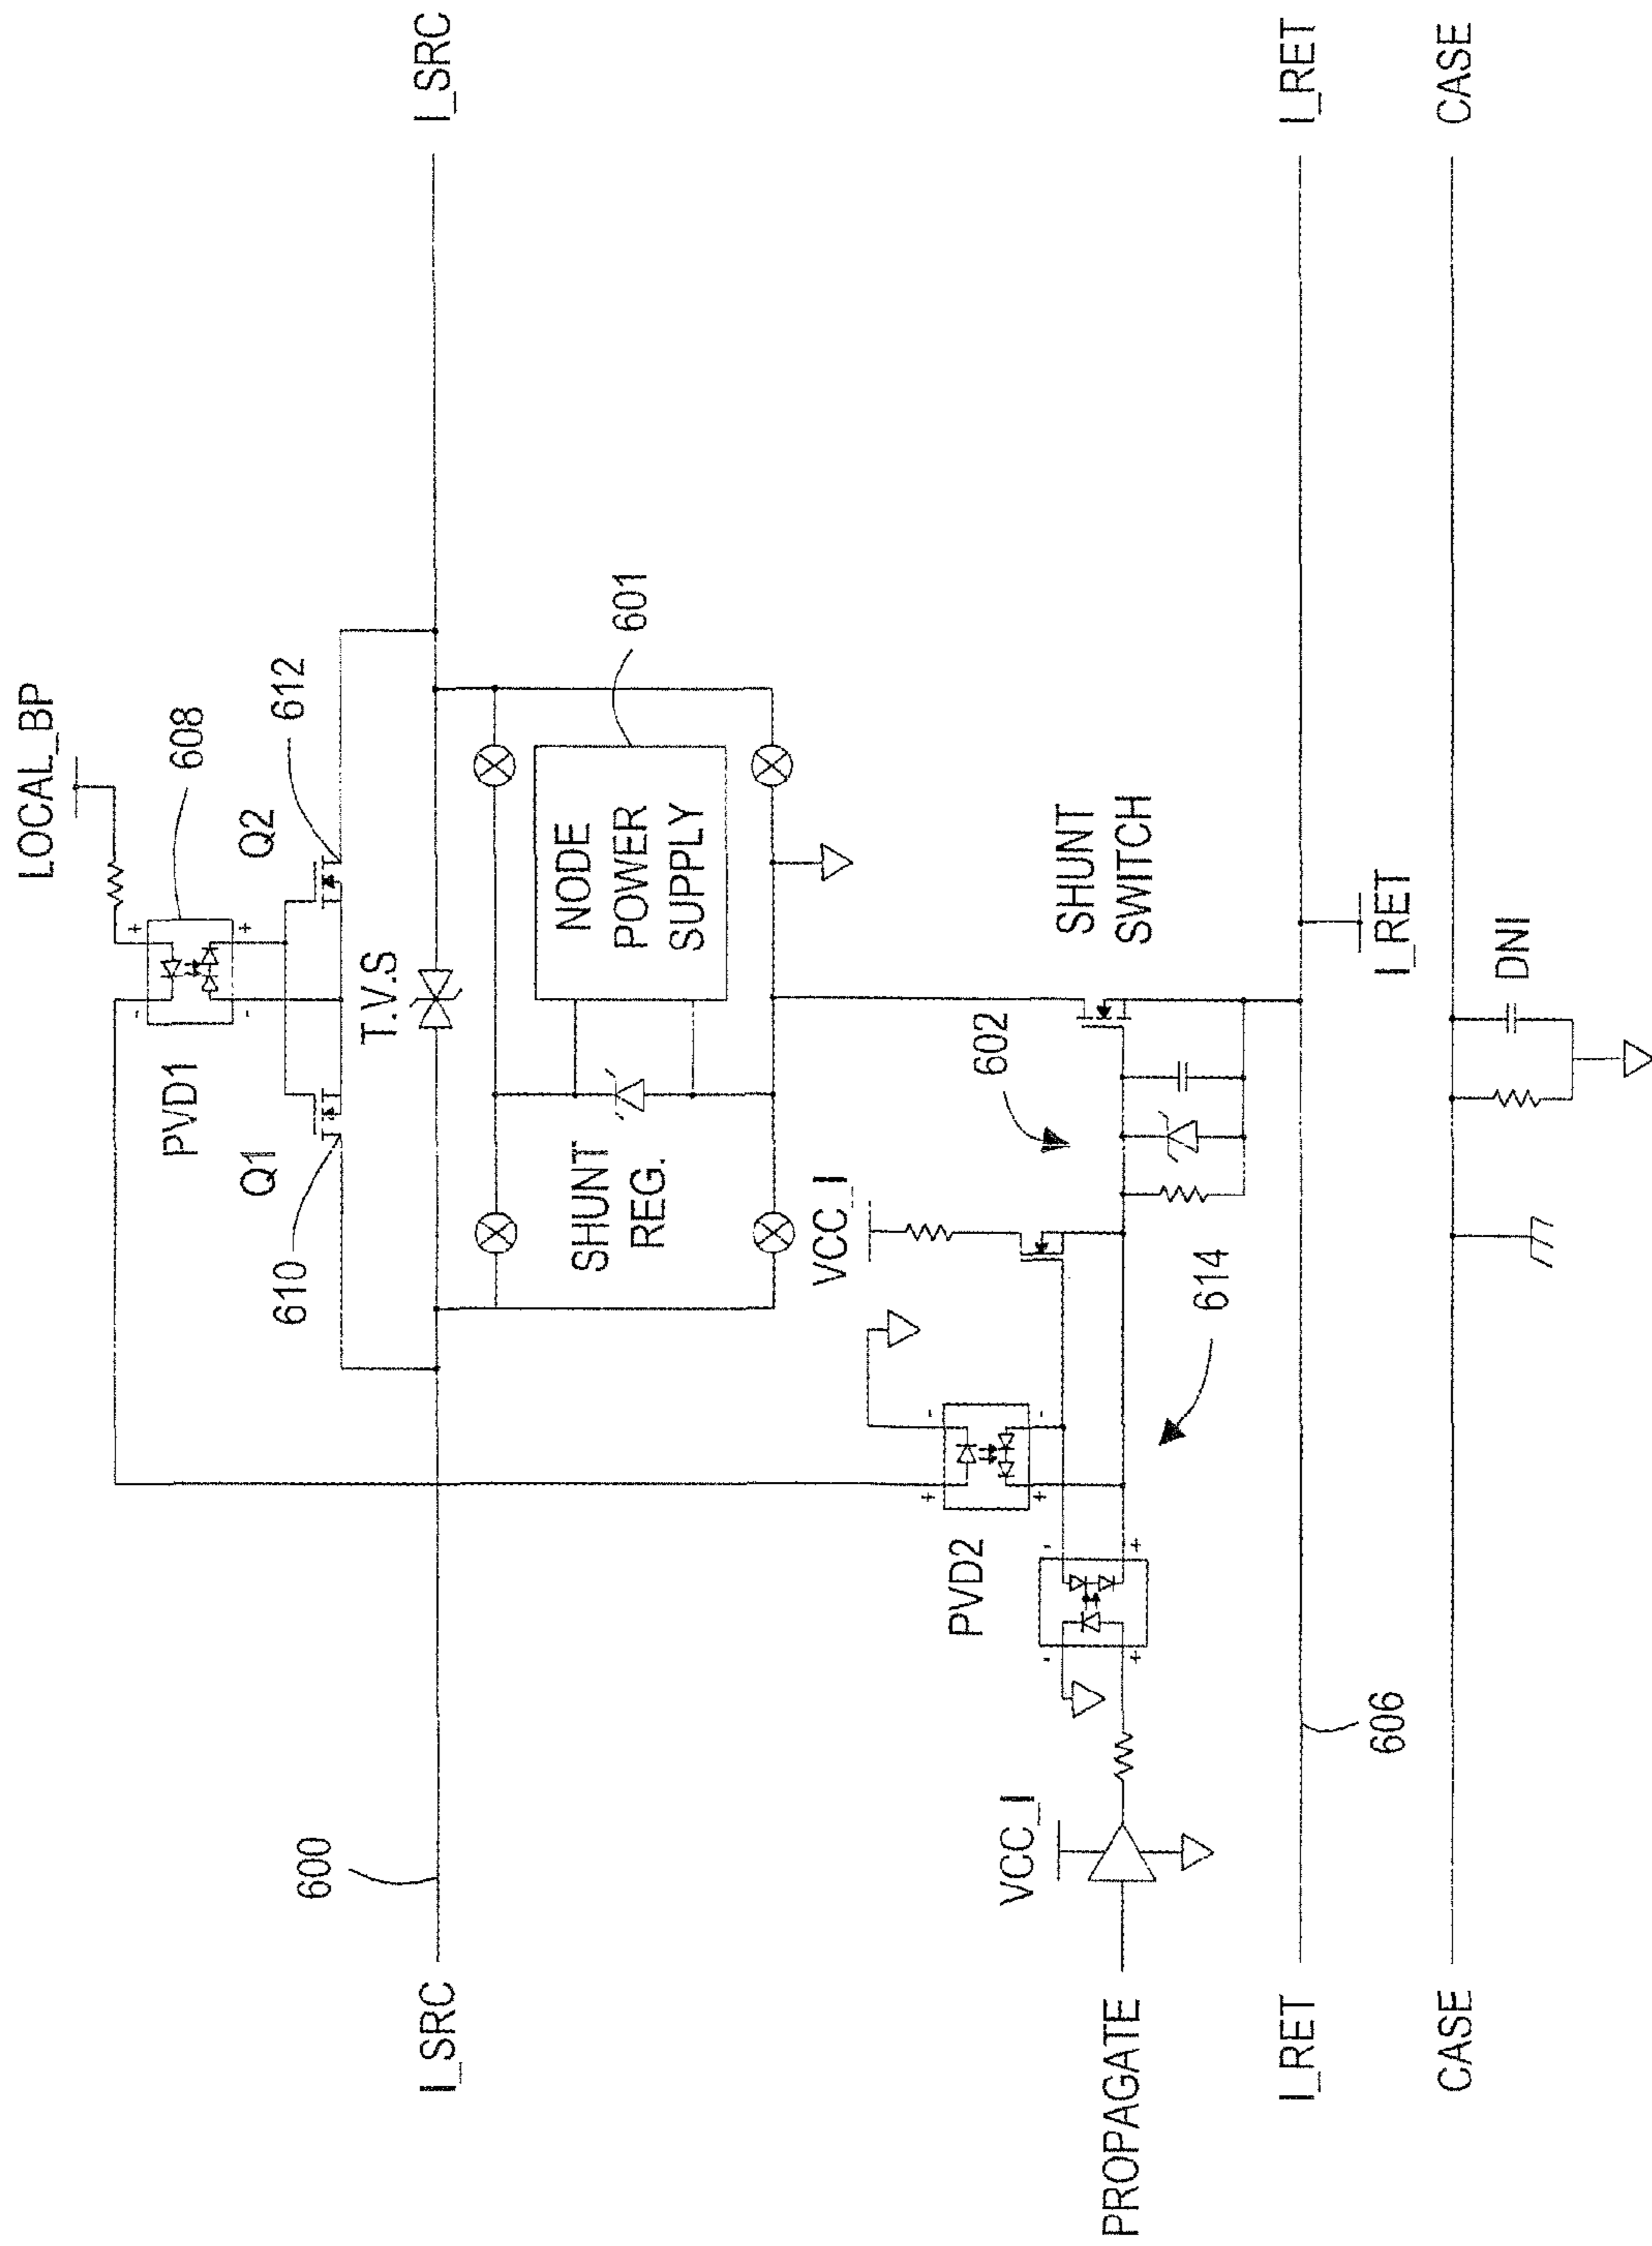 LOCAL_BP
608
PVD1
Q1
Q2
610
612
T.V.S
I_SRC
600
I_SRC
601
NODE
POWER
SUPPLY
SHUNT
REG.
VCC_I
602
SHUNT
SWITCH
PVD2
614
VCC_I
PROPAGATE
I_RET
606
I_RET
I_RET
CASE
DNI
CASE